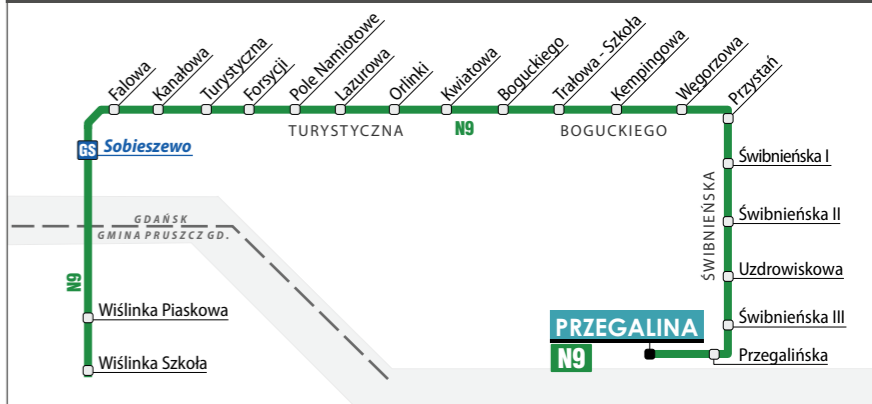 Falowa
Kanałowa
Turystyczna
Forsycji
Pole Namiotowe
Lazurowa
Orlinki
Kwiatowa
Boguckiego
Trałowa - Szkoła
Kempingowa
Węgorzowa
Przystań
TURYSTYCZNA
N9
BOGUCKIEGO
GS Sobieszewo
Świbnieńska I
ŚWIBNIEŃSKA
GDAŃSK
GMINA PRUSZCZ GD.
Świbnieńska II
N9
Uzdrowiskowa
Wiślinka Piaskowa
Świbnieńska III
PRZEGALINA
N9
Przegalińska
Wiślinka Szkoła